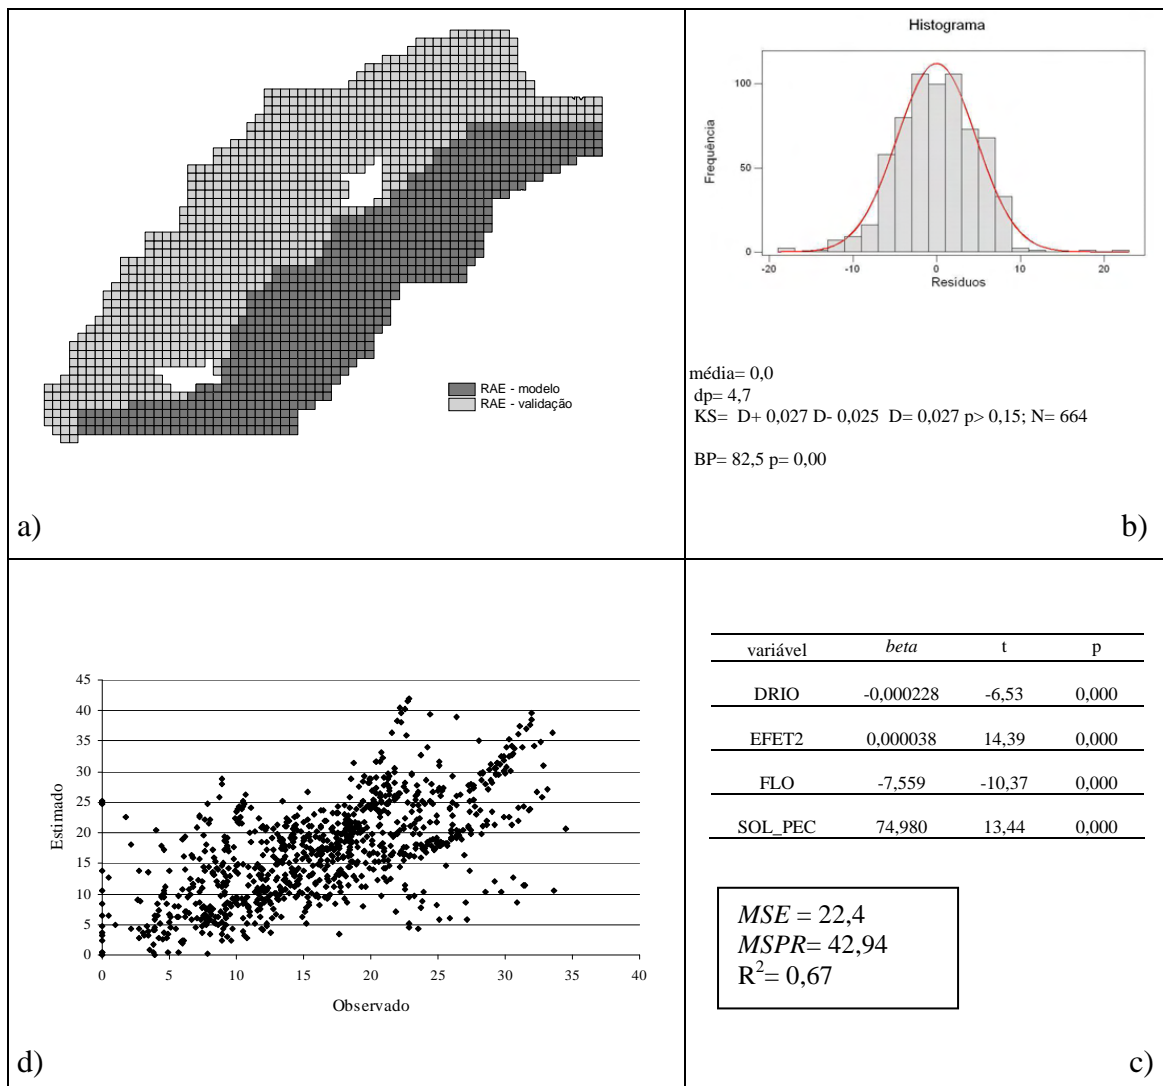 RAE - modelo
RAE - validação
a)
Histograma
Frequência
100
50
0
-20 -10 0 10 20
Residuos
média= 0,0
dp= 4,7
KS= D+ 0,027 D- 0,025 D= 0,027 p> 0,15; N= 664
BP= 82,5 p= 0,00
b)
Estimado
45
40
35
30
25
20
15
10
5
0
0 5 10 15 20 25 30 35 40
Observado
d)
variável beta t p
DRIO -0,000228 -6,53 0,000
EFET2 0,000038 14,39 0,000
FLO -7,559 -10,37 0,000
SOL_PEC 74,980 13,44 0,000
MSE = 22,4
MSPR= 42,94
R²= 0,67
c)